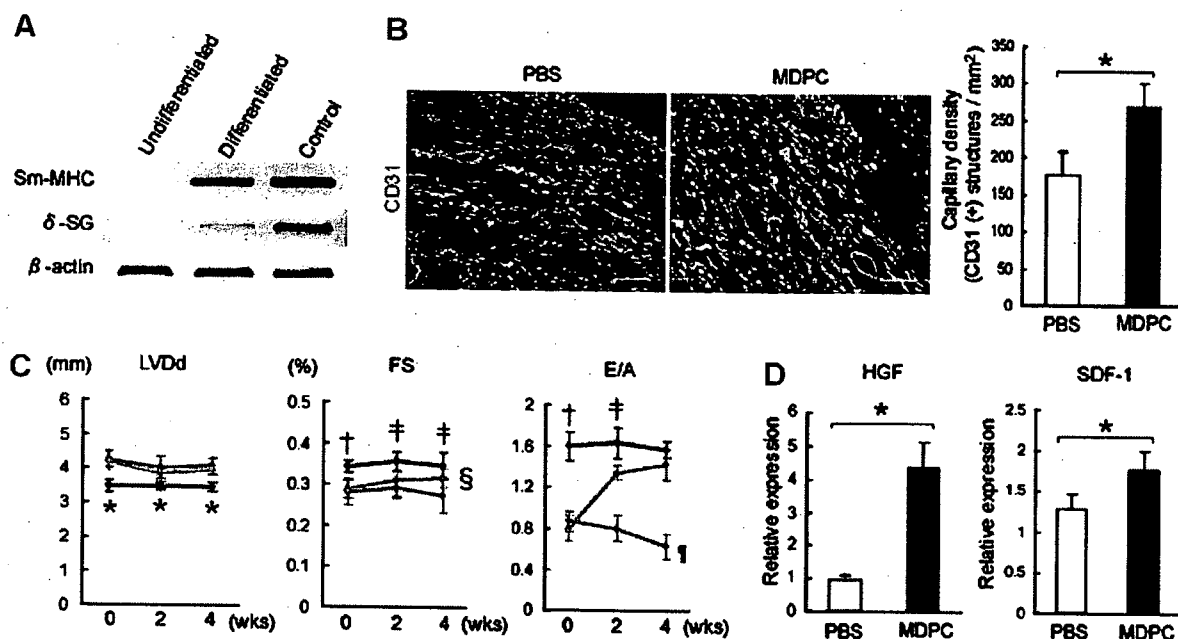 A
Undifferentiated
Differentiated
Control
Sm-MHC
δ-SG
β-actin
B
PBS
MDPC
CD31
Capillary density
(CD31 (+) structures / mm²)
350
300
250
200
150
100
50
0
*
PBS
MDPC
C
(mm)
LVDd
6
5
4
3
2
1
0
* * *
0 2 4 (wks)
(%)
FS
0.5
0.4
0.3
0.2
0.1
0
† ‡ ‡
§
0 2 4 (wks)
E/A
2
1.6
1.2
0.8
0.4
0
† ‡
¶
0 2 4 (wks)
D
HGF
Relative expression
6
5
4
3
2
1
0
*
PBS
MDPC
SDF-1
Relative expression
2.5
2
1.5
1
0.5
0
*
PBS
MDPC